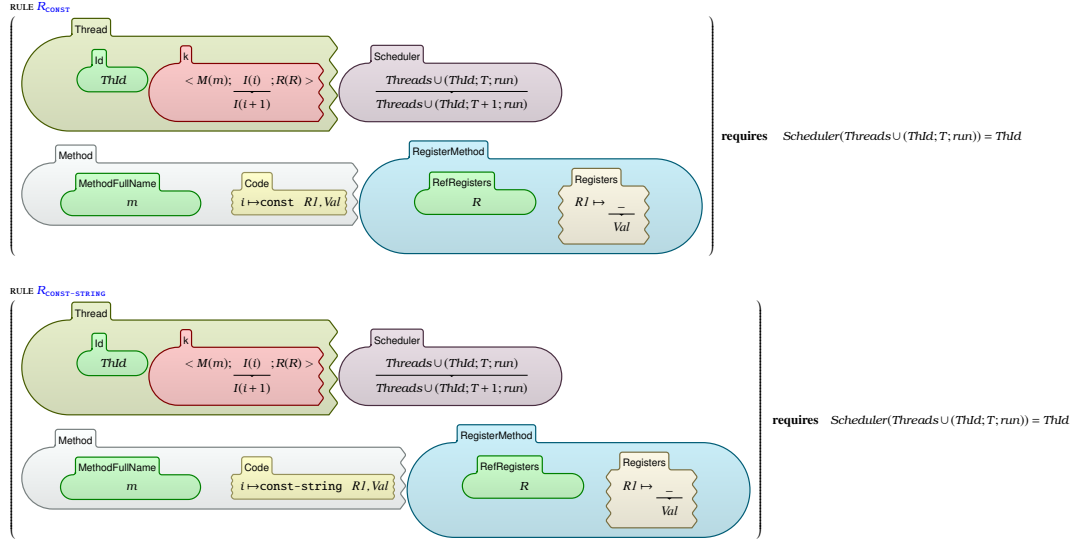 RULE R_CONST
Thread
Id
ThId
k
< M(m); I(i) ; R(R) >
I(i+1)
Scheduler
Threads ∪ (ThId; T; run)
Threads ∪ (ThId; T+1; run)
requires Scheduler(Threads ∪ (ThId; T; run)) = ThId
Method
MethodFullName
m
Code
i ↦ const R1, Val
RegisterMethod
RefRegisters
R
Registers
R1 ↦ _
Val
RULE R_CONST-STRING
Thread
Id
ThId
k
< M(m); I(i) ; R(R) >
I(i+1)
Scheduler
Threads ∪ (ThId; T; run)
Threads ∪ (ThId; T+1; run)
requires Scheduler(Threads ∪ (ThId; T; run)) = ThId
Method
MethodFullName
m
Code
i ↦ const-string R1, Val
RegisterMethod
RefRegisters
R
Registers
R1 ↦ _
Val